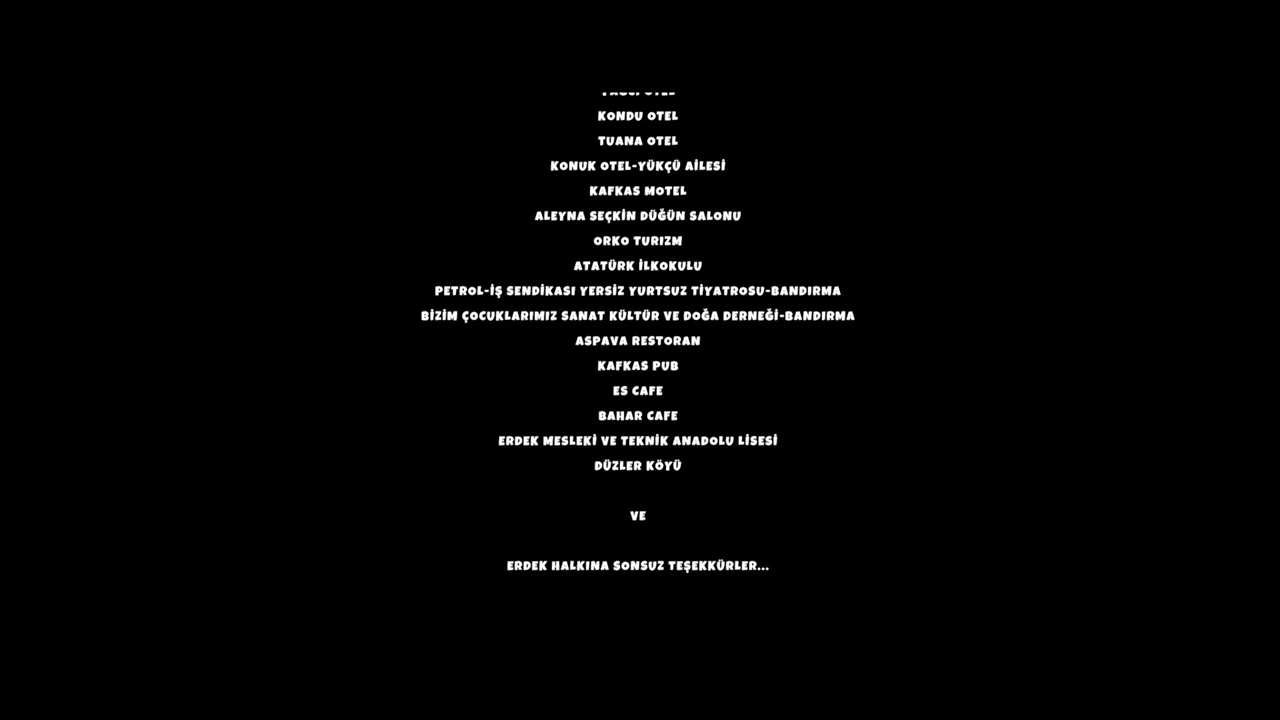 OTEL
KONDU OTEL
TUANA OTEL
KONUK OTEL-YÜKÇÜ AİLESİ
KAFKAS MOTEL
ALEYNA SEÇKİN DÜĞÜN SALONU
ORKO TURIZM
ATATÜRK İLKOKULU
PETROL-İŞ SENDİKASI YERSİZ YURTSUZ TİYATROSU-BANDIRMA
BİZİM ÇOCUKLARIMIZ SANAT KÜLTÜR VE DOĞA DERNEĞİ-BANDIRMA
ASPAVA RESTORAN
KAFKAS PUB
ES CAFE
BAHAR CAFE
ERDEK MESLEKİ VE TEKNİK ANADOLU LİSESİ
DÜZLER KÖYÜ
VE
ERDEK HALKINA SONSUZ TEŞEKKÜRLER...